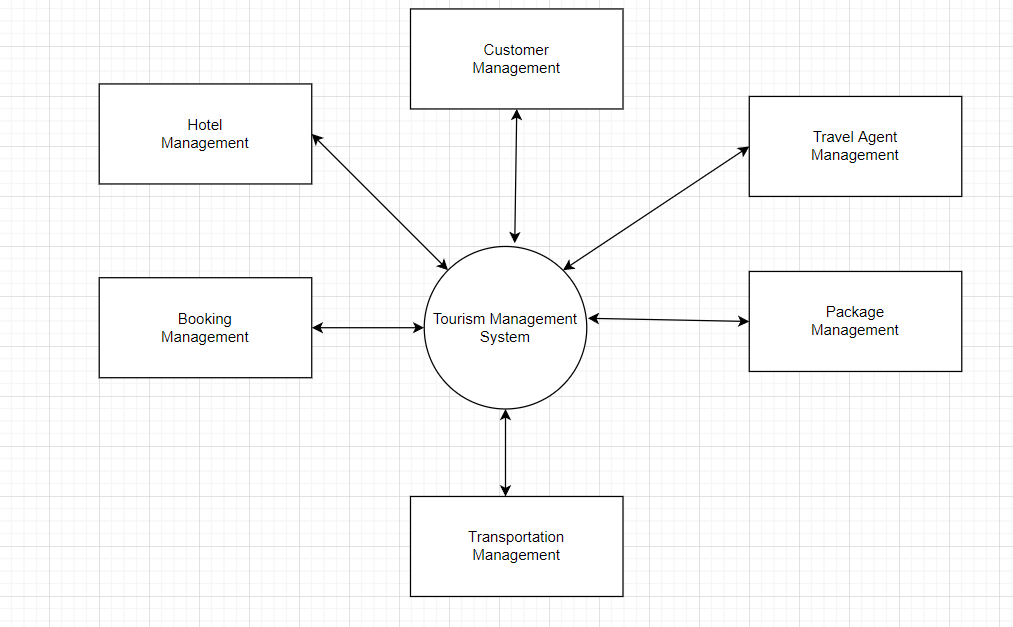 Customer
Management
Hotel
Management
Travel Agent
Management
Booking
Management
Tourism Management
System
Package
Management
Transportation
Management